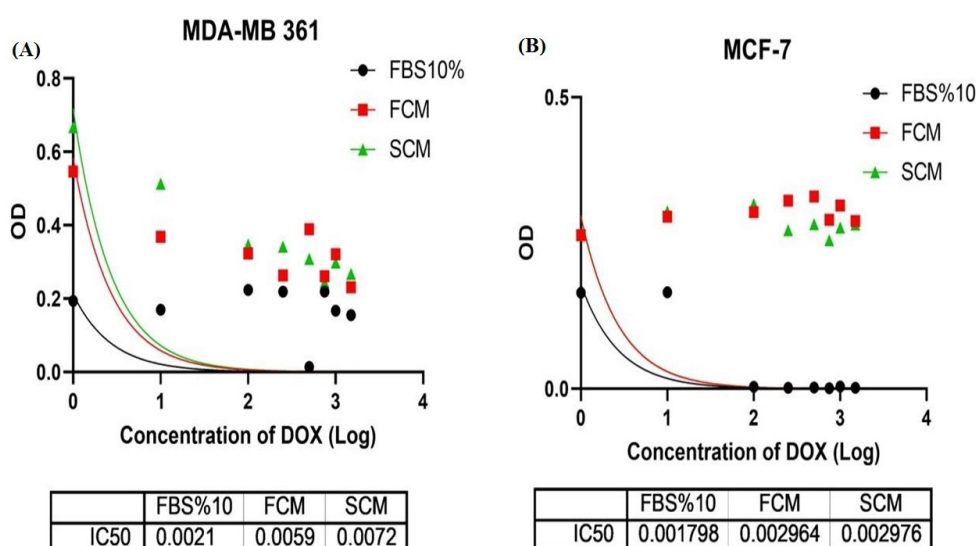 (A)
MDA-MB 361
FBS10%
FCM
SCM
0.8
0.6
0.4
0.2
0.0
OD
0 1 2 3 4
Concentration of DOX (Log)
FBS%10 FCM SCM
IC50 0.0021 0.0059 0.0072
(B)
MCF-7
FBS%10
FCM
SCM
0.5
0.0
OD
0 1 2 3 4
Concentration of DOX (Log)
FBS%10 FCM SCM
IC50 0.001798 0.002964 0.002976